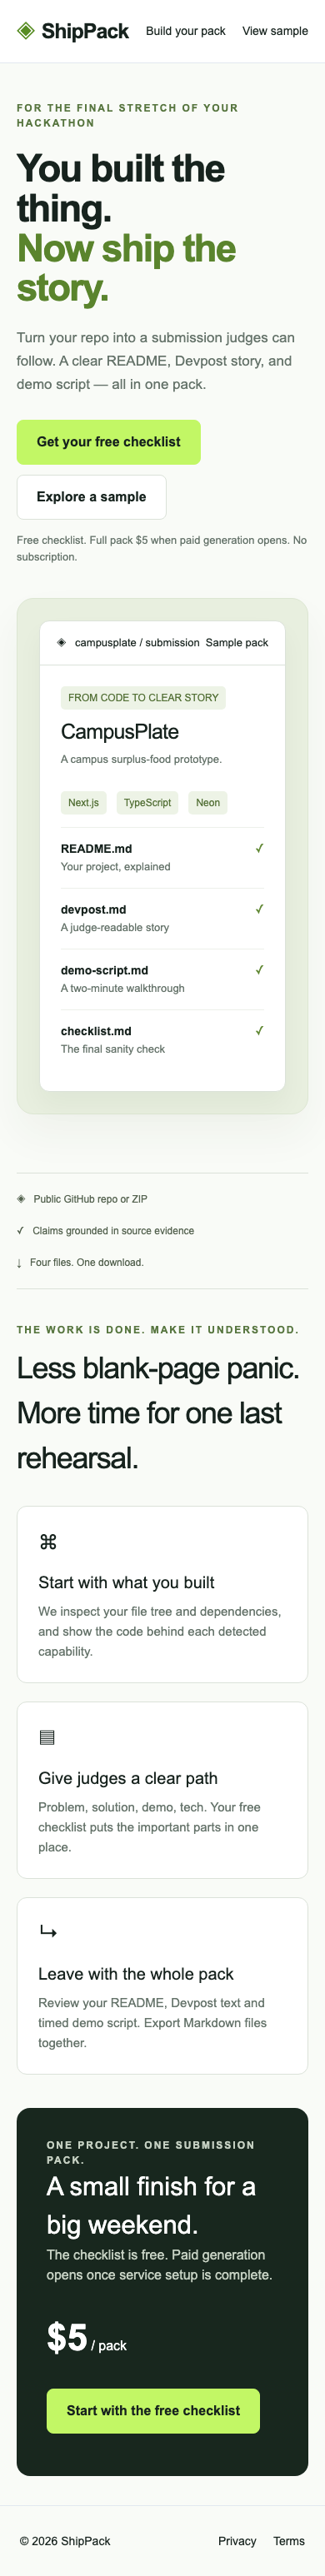 ◈ ShipPack Build your pack View sample
FOR THE FINAL STRETCH OF YOUR
HACKATHON
You built the
thing.
Now ship the
story.
Turn your repo into a submission judges can
follow. A clear README, Devpost story, and
demo script — all in one pack.
Get your free checklist
Explore a sample
Free checklist. Full pack $5 when paid generation opens. No
subscription.
◈ campusplate / submission Sample pack
FROM CODE TO CLEAR STORY
CampusPlate
A campus surplus-food prototype.
Next.js TypeScript Neon
README.md ✓
Your project, explained
devpost.md ✓
A judge-readable story
demo-script.md ✓
A two-minute walkthrough
checklist.md ✓
The final sanity check
◈ Public GitHub repo or ZIP
✓ Claims grounded in source evidence
↓ Four files. One download.
THE WORK IS DONE. MAKE IT UNDERSTOOD.
Less blank-page panic.
More time for one last
rehearsal.
⌘
Start with what you built
We inspect your file tree and dependencies,
and show the code behind each detected
capability.
▤
Give judges a clear path
Problem, solution, demo, tech. Your free
checklist puts the important parts in one
place.
↳
Leave with the whole pack
Review your README, Devpost text and
timed demo script. Export Markdown files
together.
ONE PROJECT. ONE SUBMISSION
PACK.
A small finish for a
big weekend.
The checklist is free. Paid generation
opens once service setup is complete.
$5 / pack
Start with the free checklist
© 2026 ShipPack Privacy Terms